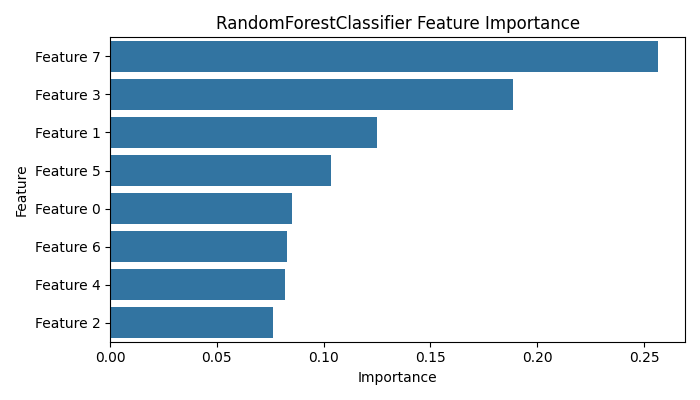 RandomForestClassifier Feature Importance
Feature 7
Feature 3
Feature 1
Feature 5
Feature 0
Feature 6
Feature 4
Feature 2
Feature
0.00 0.05 0.10 0.15 0.20 0.25
Importance